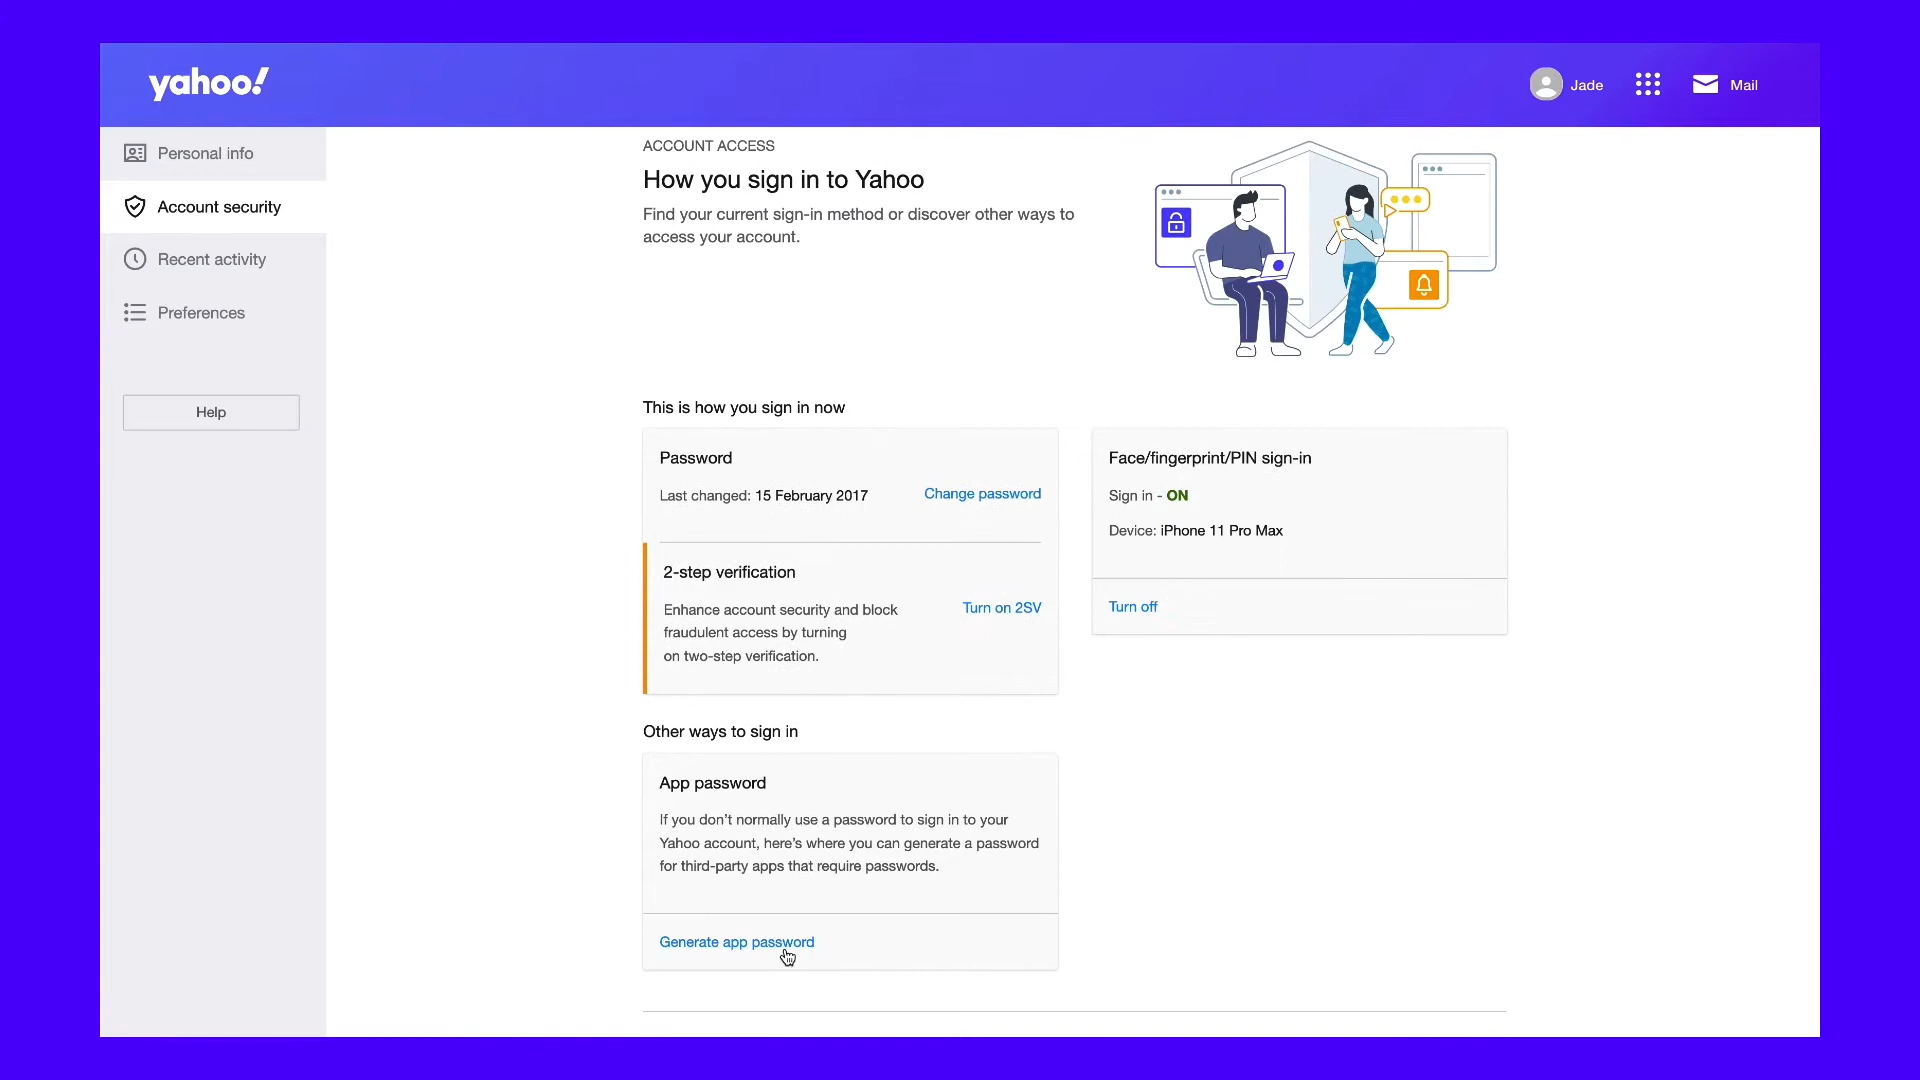 yahoo!
Jade
Mail
Personal info
Account security
Recent activity
Preferences
Help
ACCOUNT ACCESS
How you sign in to Yahoo
Find your current sign-in method or discover other ways to
access your account.
This is how you sign in now
Password
Last changed: 15 February 2017
Change password
2-step verification
Enhance account security and block
fraudulent access by turning
on two-step verification.
Turn on 2SV
Face/fingerprint/PIN sign-in
Sign in - ON
Device: iPhone 11 Pro Max
Turn off
Other ways to sign in
App password
If you don’t normally use a password to sign in to your
Yahoo account, here’s where you can generate a password
for third-party apps that require passwords.
Generate app password